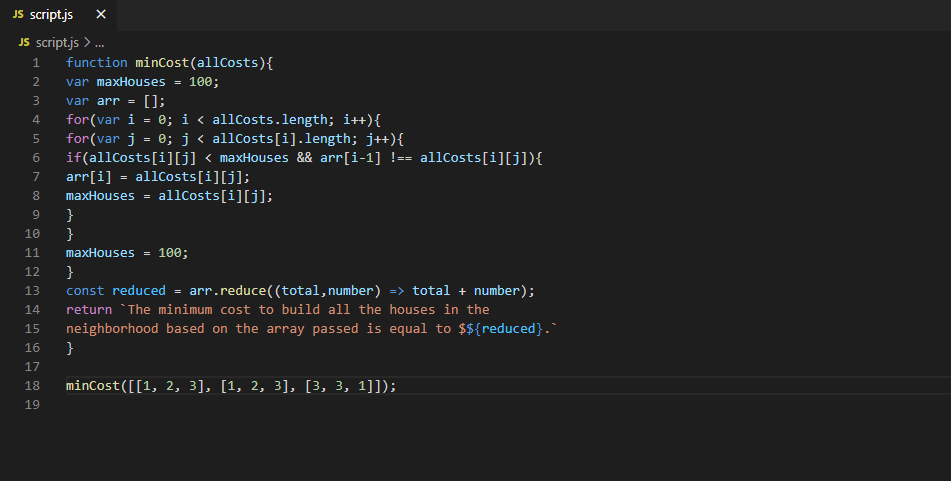 JS script.js ×
JS script.js > ...
1 function minCost(allCosts){
2 var maxHouses = 100;
3 var arr = [];
4 for(var i = 0; i < allCosts.length; i++){
5 for(var j = 0; j < allCosts[i].length; j++){
6 if(allCosts[i][j] < maxHouses && arr[i-1] !== allCosts[i][j]){
7 arr[i] = allCosts[i][j];
8 maxHouses = allCosts[i][j];
9 }
10 }
11 maxHouses = 100;
12 }
13 const reduced = arr.reduce((total,number) => total + number);
14 return `The minimum cost to build all the houses in the
15 neighborhood based on the array passed is equal to $${reduced}.`
16 }
17
18 minCost([[1, 2, 3], [1, 2, 3], [3, 3, 1]]);
19